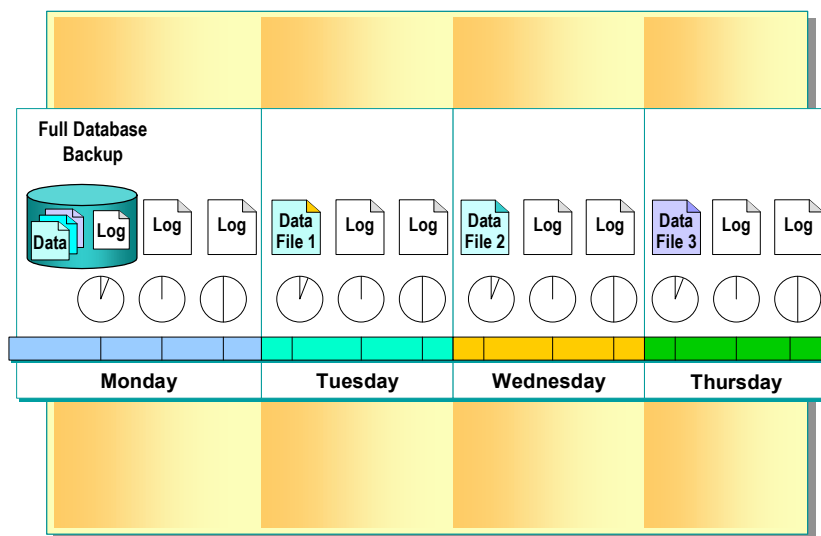 Full Database
Backup
Data
Log
Log
Log
Data
File 1
Log
Log
Data
File 2
Log
Log
Data
File 3
Log
Log
Monday
Tuesday
Wednesday
Thursday